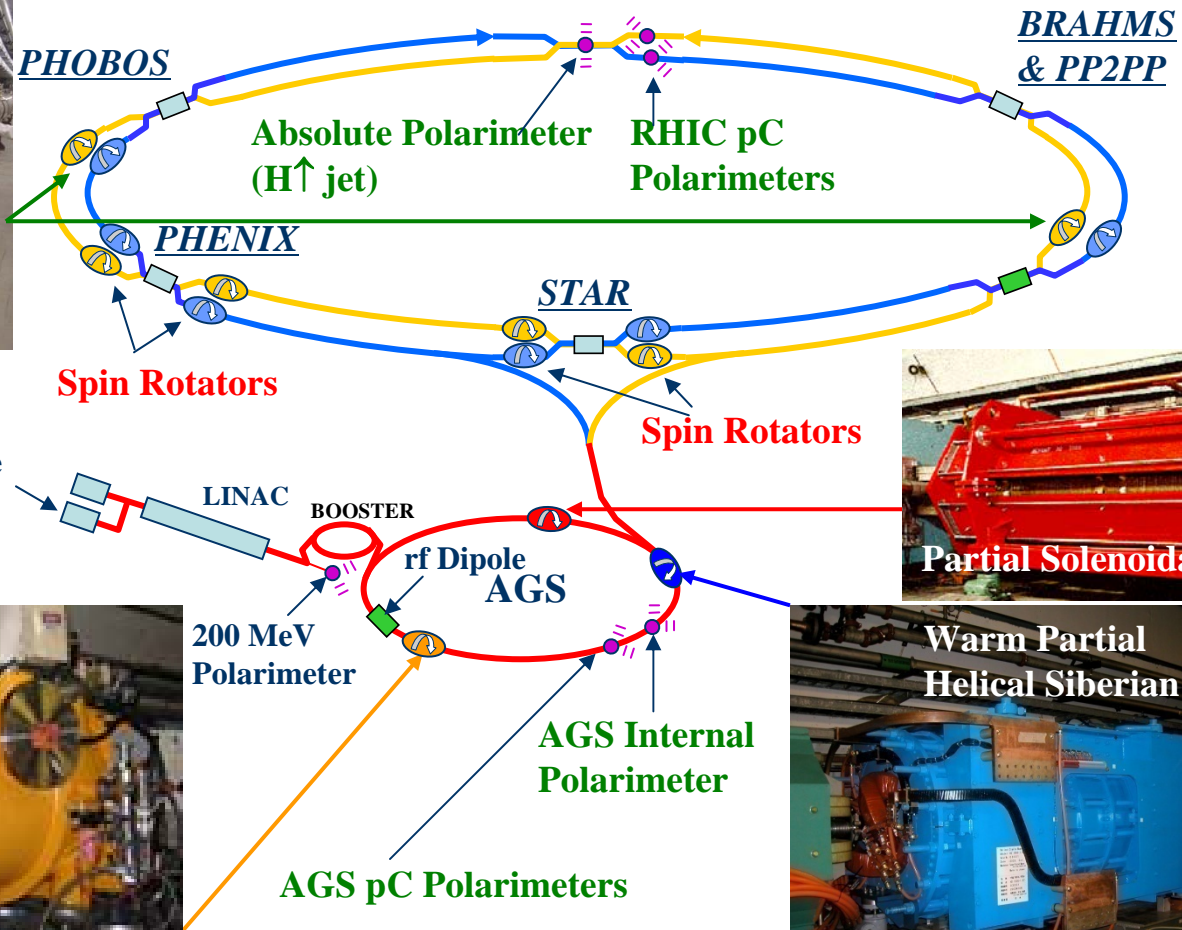 PHOBOS
BRAHMS
& PP2PP
Absolute Polarimeter
(H↑ jet)
RHIC pC
Polarimeters
PHENIX
STAR
Spin Rotators
Spin Rotators
e
LINAC
BOOSTER
rf Dipole
AGS
Partial Solenoida
200 MeV
Polarimeter
Warm Partial
Helical Siberian
AGS Internal
Polarimeter
AGS pC Polarimeters